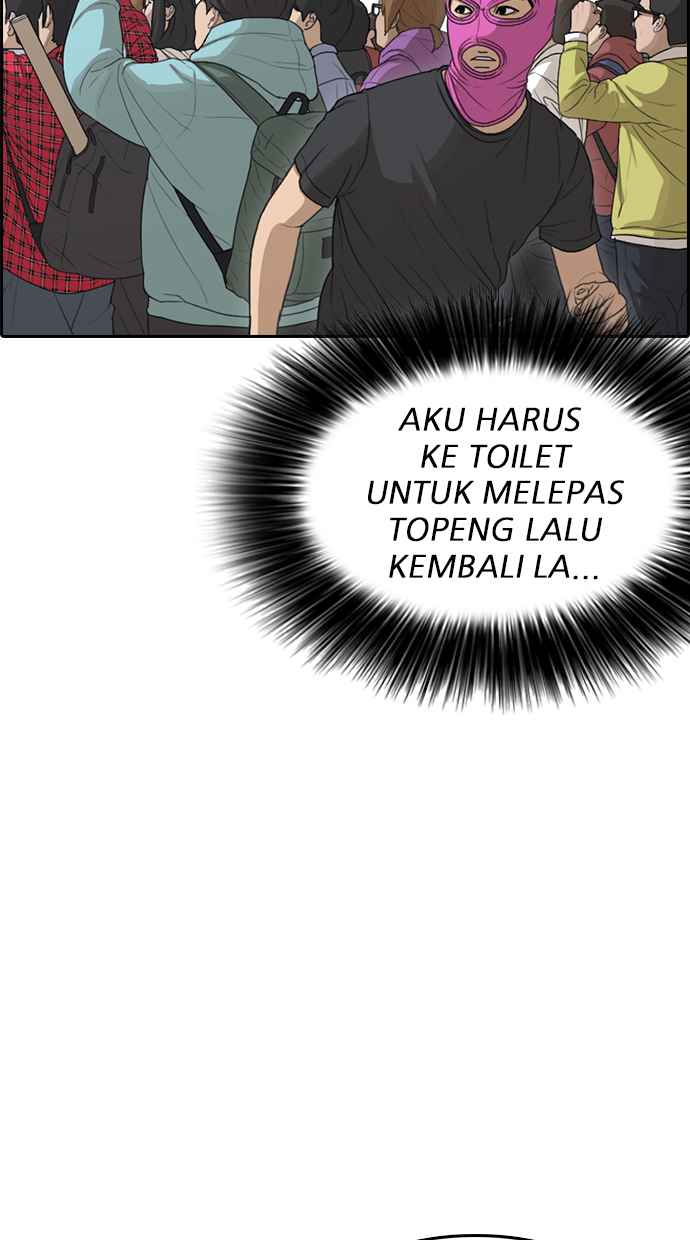 AKU HARUS
KE TOILET
UNTUK MELEPAS
TOPENG LALU
KEMBALI LA...